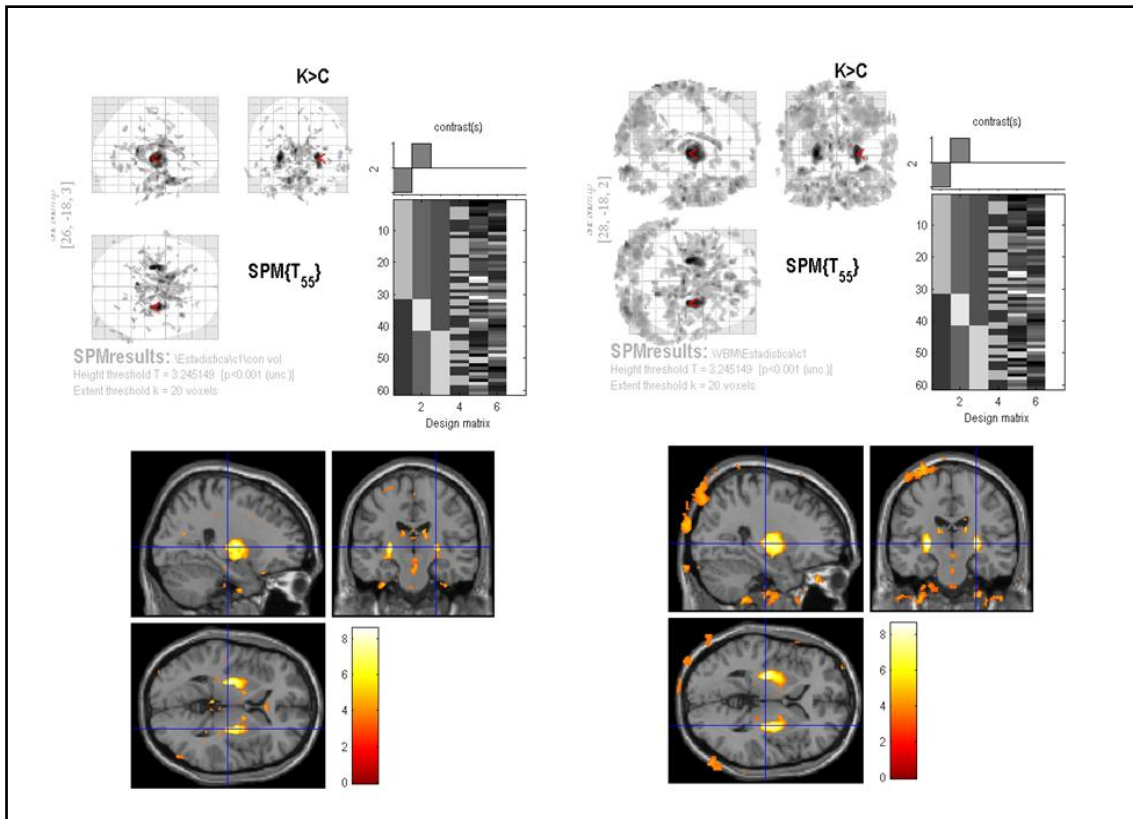 K>C
contrast(s)
2
[26, -18, 3]
SPM{T55}
10
20
30
40
50
60
2 4 6
Design matrix
SPMresults: .\Estadistica\c1\con vol
Height threshold T = 3.245149 [p<0.001 (unc.)]
Extent threshold k = 20 voxels
8
6
4
2
0
K>C
contrast(s)
2
[28, -18, 2]
SPM{T55}
10
20
30
40
50
60
2 4 6
Design matrix
SPMresults: .\VBM\Estadistica\c1
Height threshold T = 3.245149 [p<0.001 (unc.)]
Extent threshold k = 20 voxels
8
6
4
2
0